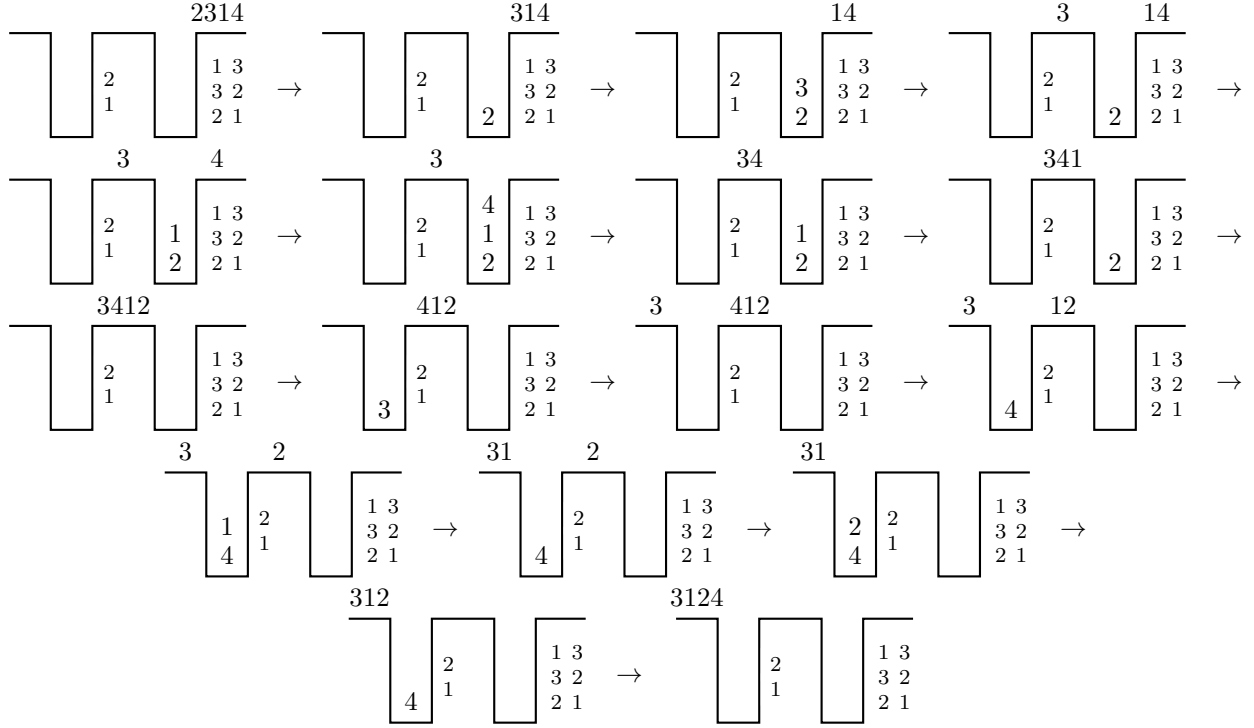 2314 314 14 3 14
1 3 1 3 1 3 1 3
2 2 2 2
3 2 → 3 2 → 3 3 2 → 3 2 →
1 1 1 1
2 1 2 2 1 2 2 1 2 2 1
3 4 3 34 341
1 3 4 1 3 1 3 1 3
2 2 2 2
1 3 2 → 1 3 2 → 1 3 2 → 3 2 →
1 1 1 1
2 2 1 2 2 1 2 2 1 2 2 1
3412 412 3 412 3 12
1 3 1 3 1 3 1 3
2 2 2 2
3 2 → 3 2 → 3 2 → 3 2 →
1 1 1 1
2 1 3 2 1 2 1 4 2 1
3 2 31 2 31
1 3 1 3 1 3
2 2 2
1 3 2 → 3 2 → 2 3 2 →
1 1 1
4 2 1 4 2 1 4 2 1
312 3124
1 3 1 3
2 2
3 2 → 3 2
1 1
4 2 1 2 1